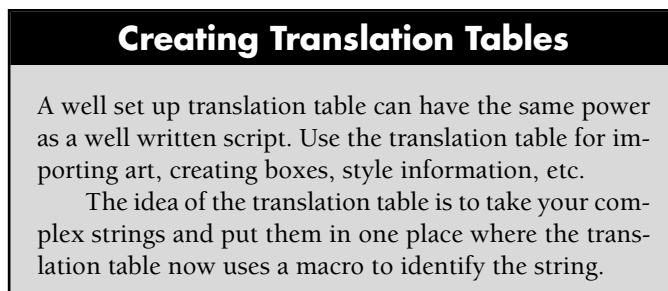 Creating Translation Tables
A well set up translation table can have the same power
as a well written script. Use the translation table for im-
porting art, creating boxes, style information, etc.
The idea of the translation table is to take your com-
plex strings and put them in one place where the trans-
lation table now uses a macro to identify the string.